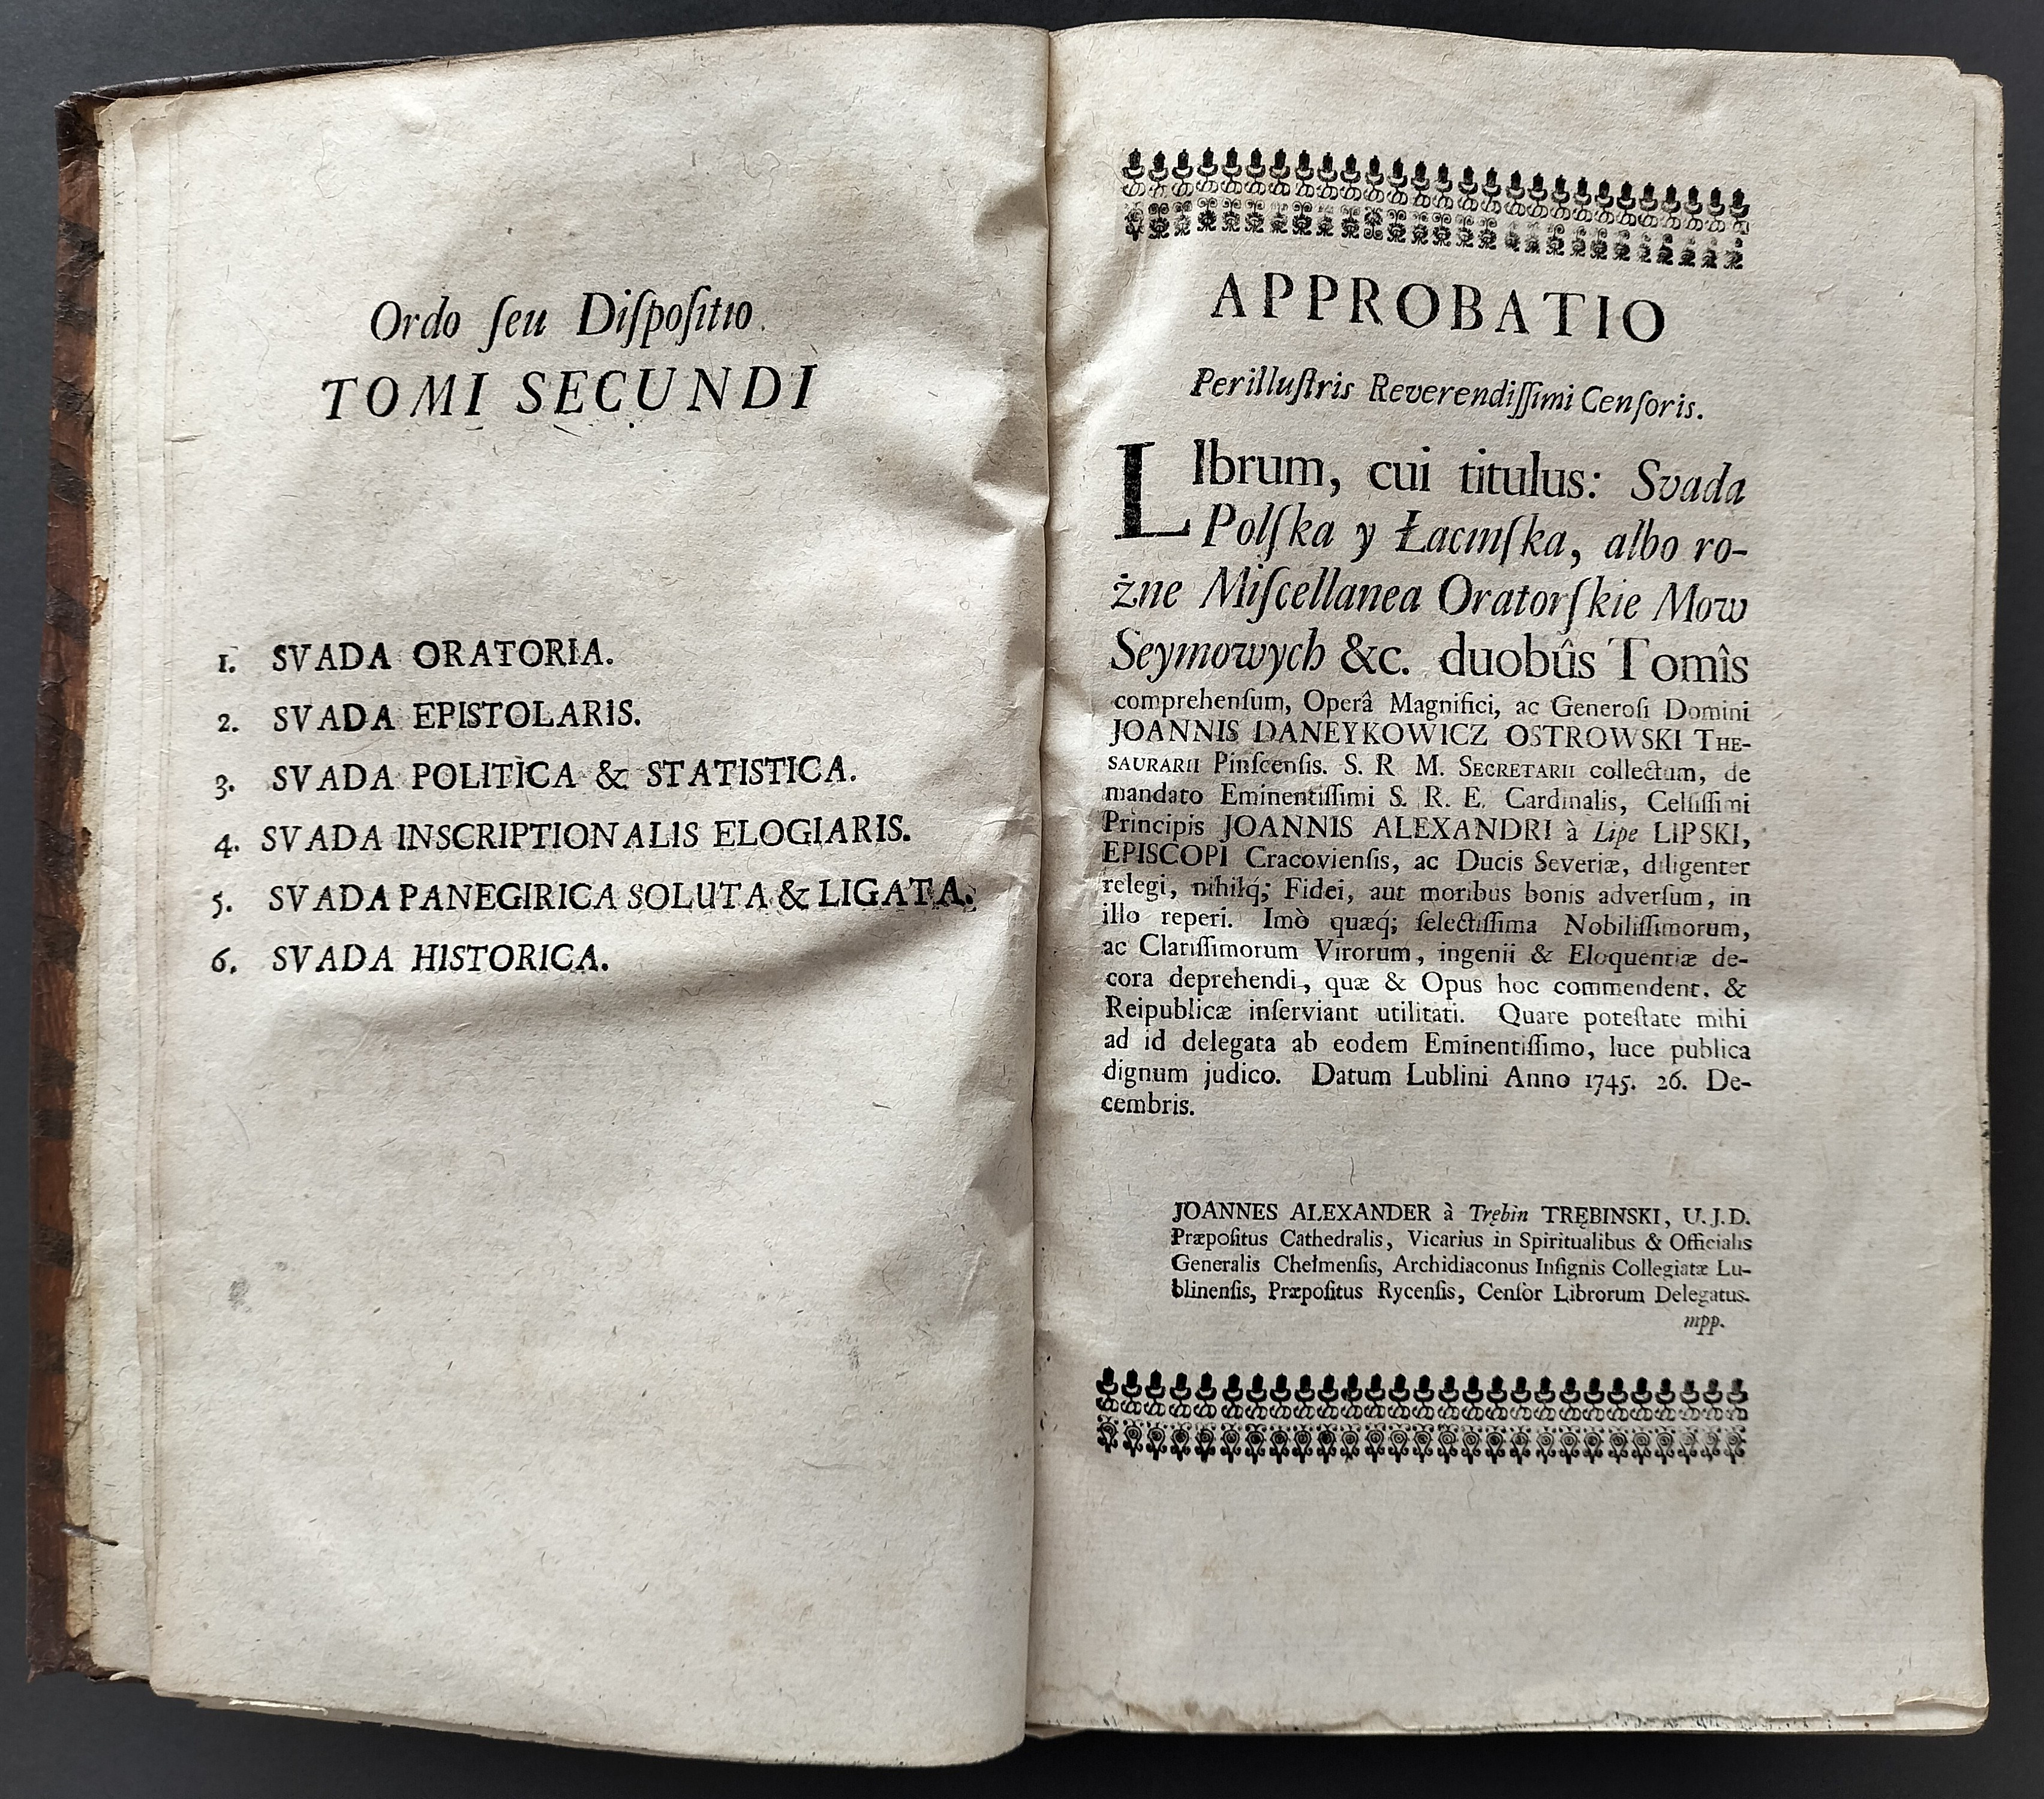 Ordo ſeu Diſpoſitio
TOMI SECUNDI
1. SVADA ORATORIA.
2. SVADA EPISTOLARIS.
3. SVADA POLITICA & STATISTICA.
4. SVADA INSCRIPTIONALIS ELOGIARIS.
5. SVADA PANEGIRICA SOLUTA & LIGATA.
6. SVADA HISTORICA.
APPROBATIO
Perilluſtris Reverendiſſimi Cenſoris.
LIbrum, cui titulus: Svada
Polſka y Łacinſka, albo ro-
żne Miſcellanea Oratorſkie Mow
Seymowych &c. duobûs Tomîs
comprehenſum, Operâ Magnifici, ac Generoſi Domini
JOANNIS DANEYKOWICZ OSTROWSKI THE-
SAURARII Pinſcenſis. S. R M. SECRETARII collectum, de
mandato Eminentiſſimi S. R. E. Cardinalis, Celſiſſimi
Principis JOANNIS ALEXANDRI à Lipe LIPSKI,
EPISCOPI Cracovienſis, ac Ducis Severiæ, diligenter
relegi, nihilq́; Fidei, aut moribus bonis adverſum, in
illo reperi. Imò quæq́; ſelectiſſima Nobiliſſimorum,
ac Clariſſimorum Virorum, ingenii & Eloquentiæ de-
cora deprehendi, quæ & Opus hoc commendent, &
Reipublicæ inſerviant utilitati. Quare poteſtate mihi
ad id delegata ab eodem Eminentiſſimo, luce publica
dignum judico. Datum Lublini Anno 1745. 26. De-
cembris.
JOANNES ALEXANDER à Trębin TRĘBINSKI, U.J.D.
Præpoſitus Cathedralis, Vicarius in Spiritualibus & Officialis
Generalis Chełmenſis, Archidiaconus Inſignis Collegiatæ Lu-
blinenſis, Præpoſitus Rycenſis, Cenſor Librorum Delegatus.
mpp.